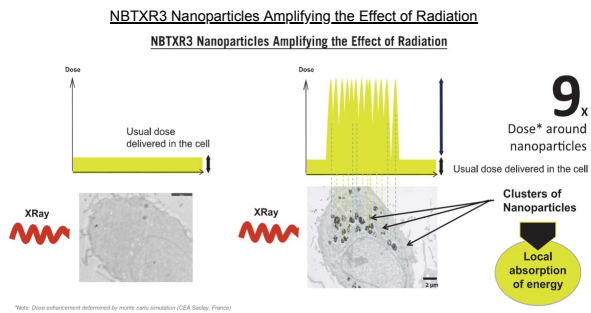 NBTXR3 Nanoparticles Amplifying the Effect of Radiation
NBTXR3 Nanoparticles Amplifying the Effect of Radiation
Dose
Usual dose
delivered in the cell
XRay
Dose
9x
Dose* around
nanoparticles
Usual dose delivered in the cell
XRay
Clusters of
Nanoparticles
2 μm
Local
absorption
of energy
*Note: Dose enhancement determined by monte carlo simulation (CEA Saclay, France)